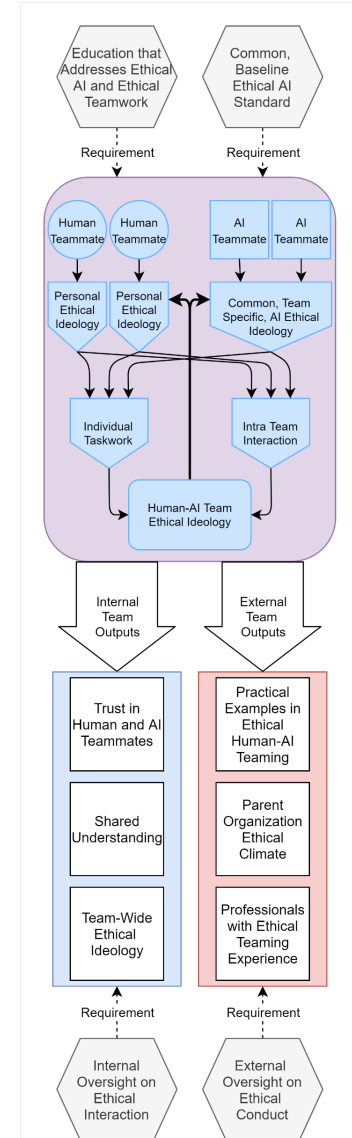 Education that
Addresses Ethical
AI and Ethical
Teamwork
Common,
Baseline
Ethical AI
Standard
Requirement
Requirement
Human
Teammate
Human
Teammate
AI
Teammate
AI
Teammate
Personal
Ethical
Ideology
Personal
Ethical
Ideology
Common, Team
Specific, AI Ethical
Ideology
Individual
Taskwork
Intra Team
Interaction
Human-AI Team
Ethical Ideology
Internal
Team
Outputs
External
Team
Outputs
Trust in
Human and AI
Teammates
Practical
Examples in
Ethical
Human-AI
Teaming
Shared
Understanding
Parent
Organization
Ethical
Climate
Team-Wide
Ethical
Ideology
Professionals
with Ethical
Teaming
Experience
Requirement
Requirement
Internal
Oversight on
Ethical
Interaction
External
Oversight on
Ethical
Conduct